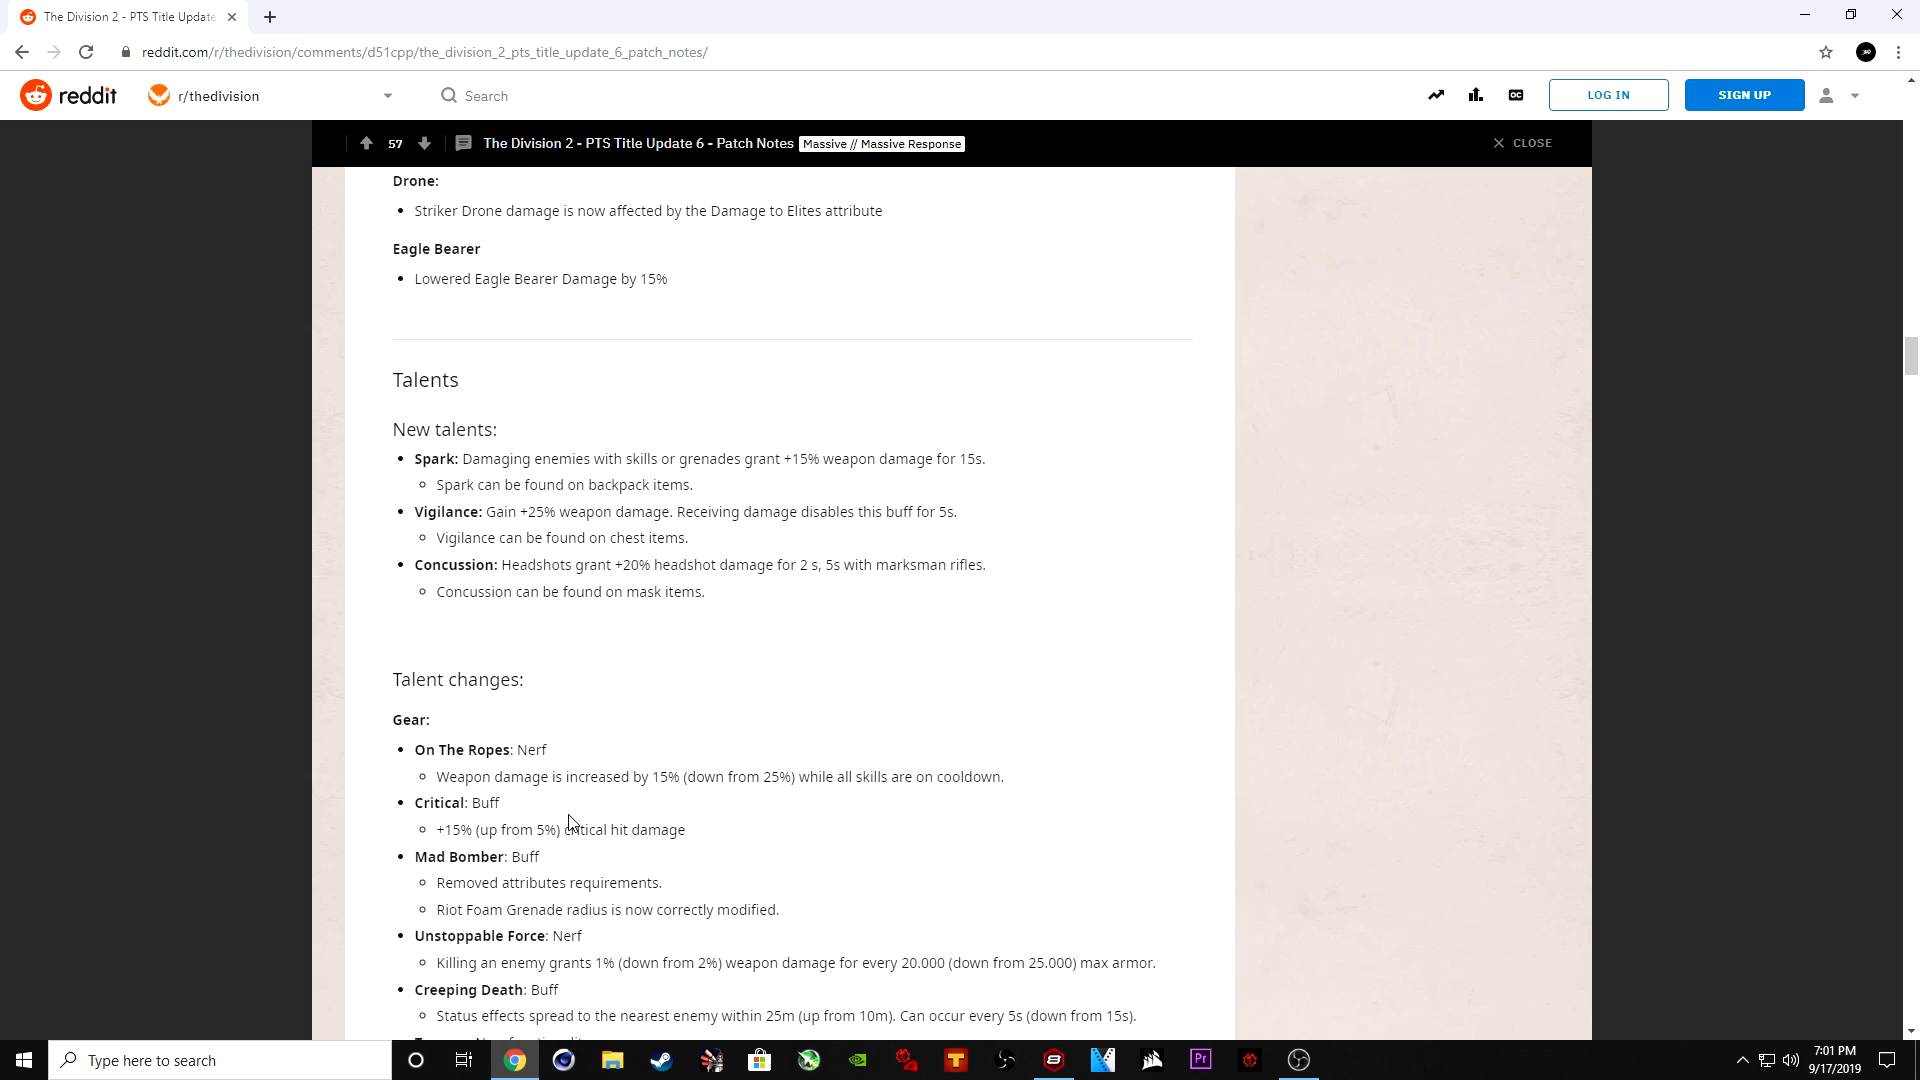 The Division 2 - PTS Title Update
reddit.com/r/thedivision/comments/d51cpp/the_division_2_pts_title_update_6_patch_notes/
reddit
r/thedivision
Search
LOG IN
SIGN UP
57
The Division 2 - PTS Title Update 6 - Patch Notes Massive // Massive Response
CLOSE
Drone:
• Striker Drone damage is now affected by the Damage to Elites attribute
Eagle Bearer
• Lowered Eagle Bearer Damage by 15%
Talents
New talents:
• Spark: Damaging enemies with skills or grenades grant +15% weapon damage for 15s.
◦ Spark can be found on backpack items.
• Vigilance: Gain +25% weapon damage. Receiving damage disables this buff for 5s.
◦ Vigilance can be found on chest items.
• Concussion: Headshots grant +20% headshot damage for 2 s, 5s with marksman rifles.
◦ Concussion can be found on mask items.
Talent changes:
Gear:
• On The Ropes: Nerf
◦ Weapon damage is increased by 15% (down from 25%) while all skills are on cooldown.
• Critical: Buff
◦ +15% (up from 5%) critical hit damage
• Mad Bomber: Buff
◦ Removed attributes requirements.
◦ Riot Foam Grenade radius is now correctly modified.
• Unstoppable Force: Nerf
◦ Killing an enemy grants 1% (down from 2%) weapon damage for every 20.000 (down from 25.000) max armor.
• Creeping Death: Buff
◦ Status effects spread to the nearest enemy within 25m (up from 10m). Can occur every 5s (down from 15s).
Type here to search
Pr
7:01 PM
9/17/2019